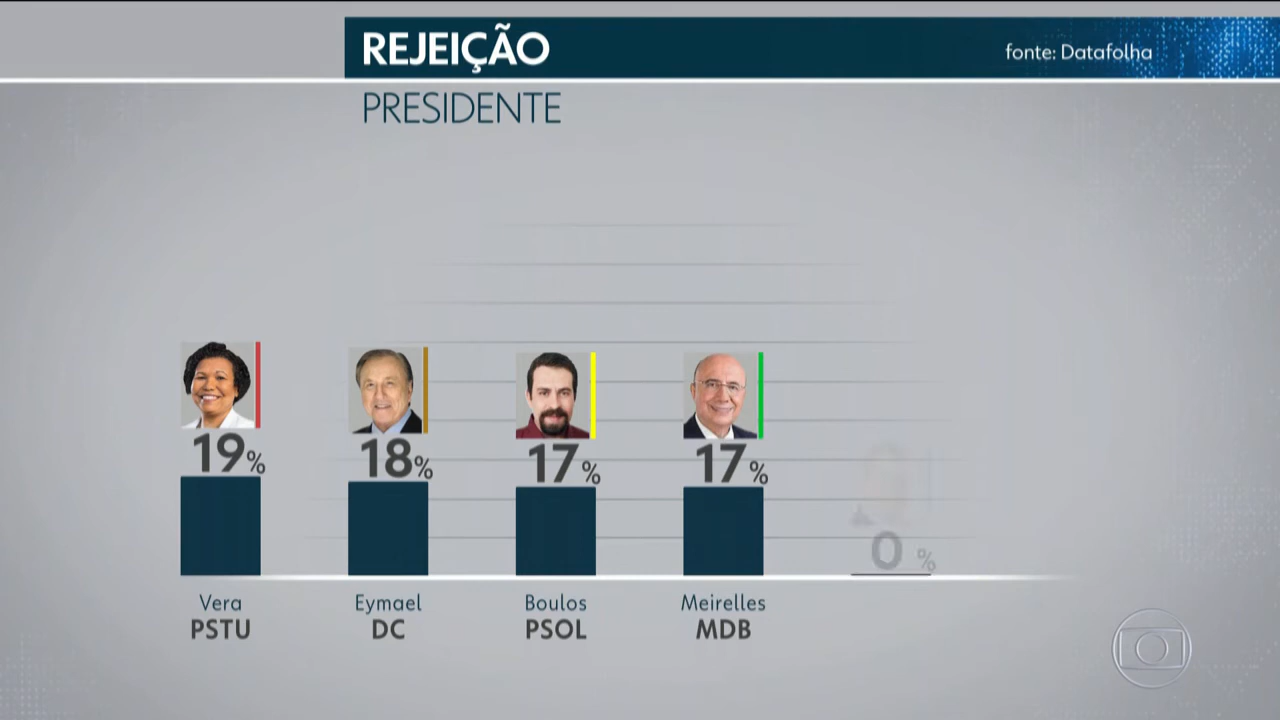 REJEIÇÃO
fonte: Datafolha
PRESIDENTE
19%
18%
17%
17%
0 %
Vera
PSTU
Eymael
DC
Boulos
PSOL
Meirelles
MDB